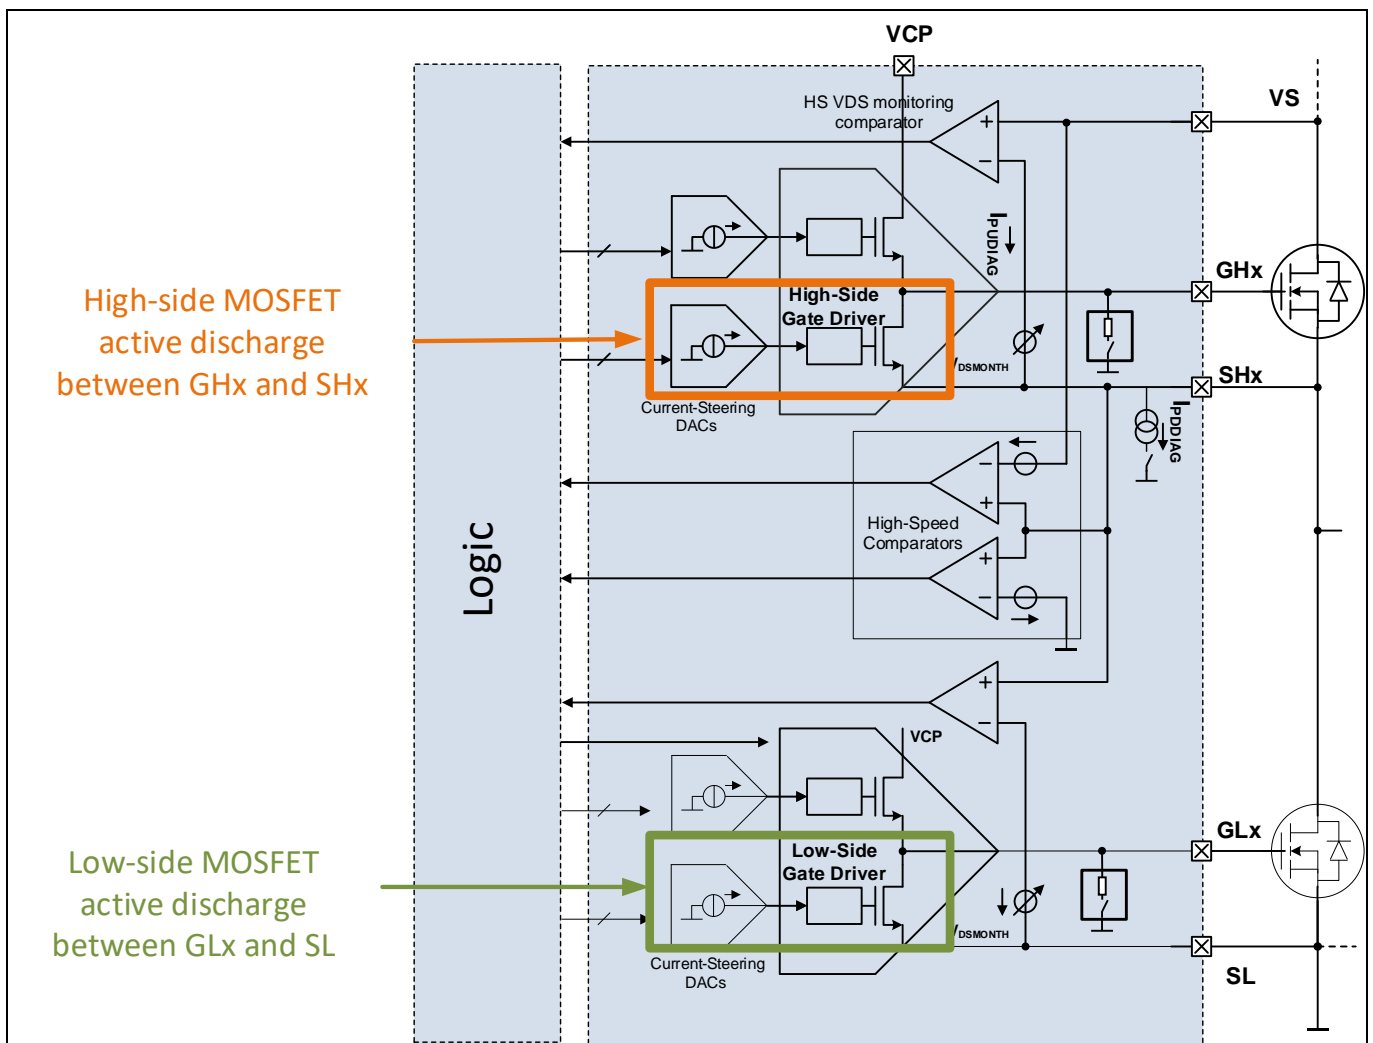 VCP
HS VDS monitoring
comparator
VS
+
−
IPUDIAG
GHx
High-side MOSFET
active discharge
between GHx and SHx
High-Side
Gate Driver
VDSMONTH
SHx
Current-Steering
DACs
IPDDIAG
−
+
High-Speed
Comparators
+
−
Logic
+
−
VCP
GLx
Low-side MOSFET
active discharge
between GLx and SL
Low-Side
Gate Driver
VDSMONTH
SL
Current-Steering
DACs